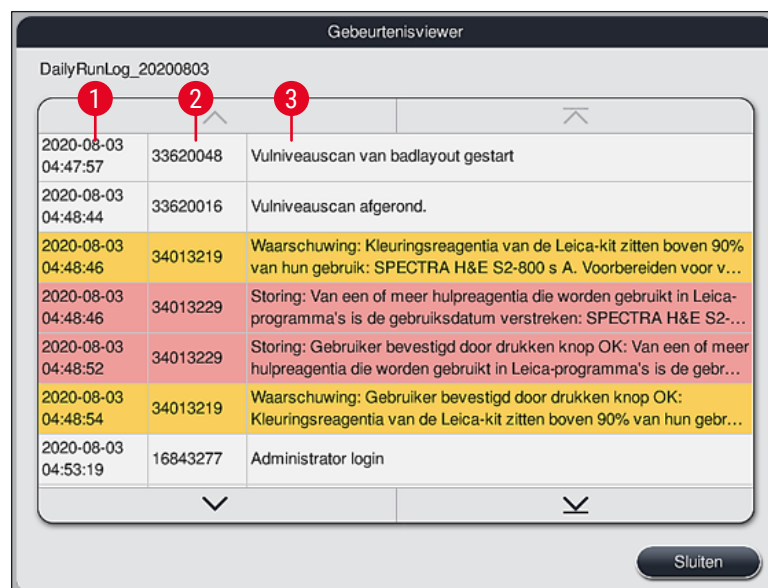 Gebeurtenisviewer
DailyRunLog_20200803
1 2 3
2020-08-03
04:47:57
33620048
Vulniveauscan van badlayout gestart
2020-08-03
04:48:44
33620016
Vulniveauscan afgerond.
2020-08-03
04:48:46
34013219
Waarschuwing: Kleuringsreagentia van de Leica-kit zitten boven 90%
van hun gebruik: SPECTRA H&E S2-800 s A. Voorbereiden voor v...
2020-08-03
04:48:46
34013229
Storing: Van een of meer hulpreagentia die worden gebruikt in Leica-
programma's is de gebruiksdatum verstreken: SPECTRA H&E S2-...
2020-08-03
04:48:52
34013229
Storing: Gebruiker bevestigd door drukken knop OK: Van een of meer
hulpreagentia die worden gebruikt in Leica-programma's is de gebr...
2020-08-03
04:48:54
34013219
Waarschuwing: Gebruiker bevestigd door drukken knop OK:
Kleuringsreagentia van de Leica-kit zitten boven 90% van hun gebr...
2020-08-03
04:53:19
16843277
Administrator login
Sluiten